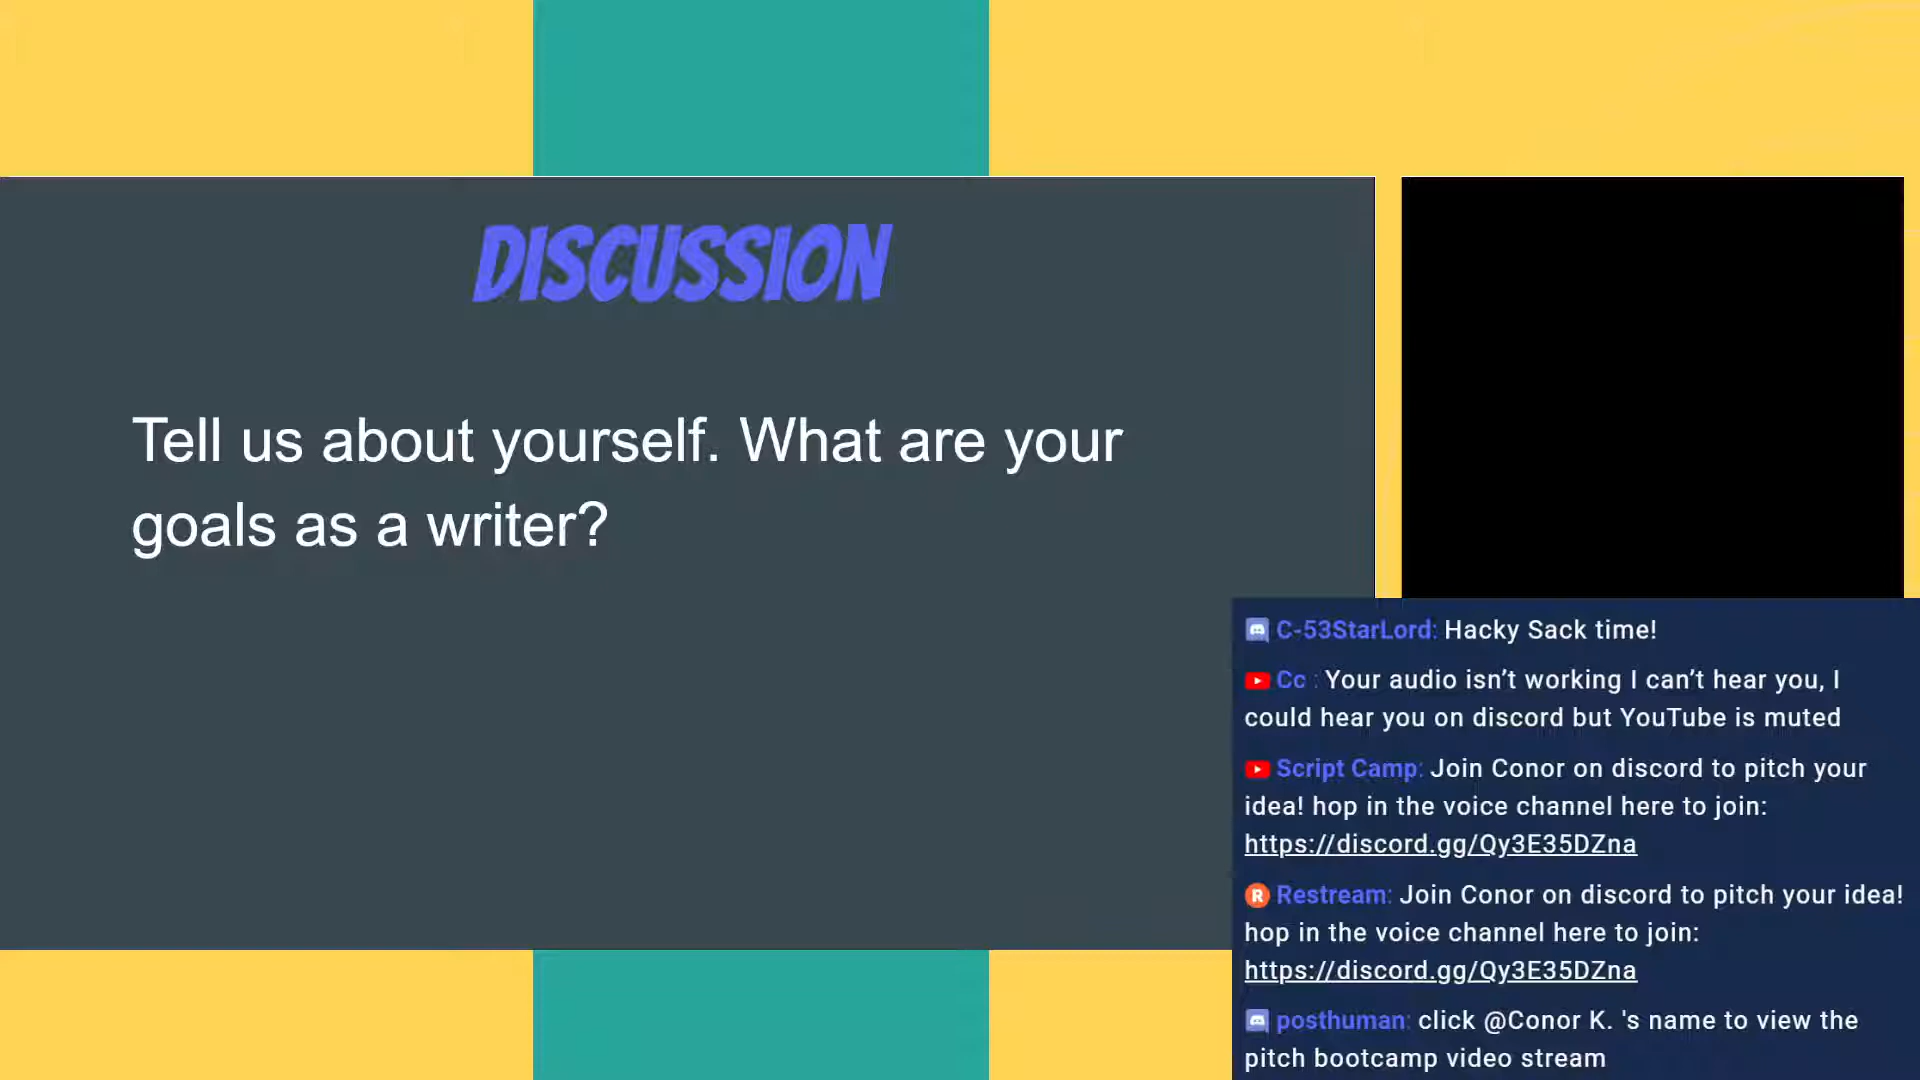 DISCUSSION
Tell us about yourself. What are your
goals as a writer?
C-53StarLord: Hacky Sack time!
Cc : Your audio isn’t working I can’t hear you, I
could hear you on discord but YouTube is muted
Script Camp: Join Conor on discord to pitch your
idea! hop in the voice channel here to join:
https://discord.gg/Qy3E35DZna
Restream: Join Conor on discord to pitch your idea!
hop in the voice channel here to join:
https://discord.gg/Qy3E35DZna
posthuman: click @Conor K. 's name to view the
pitch bootcamp video stream